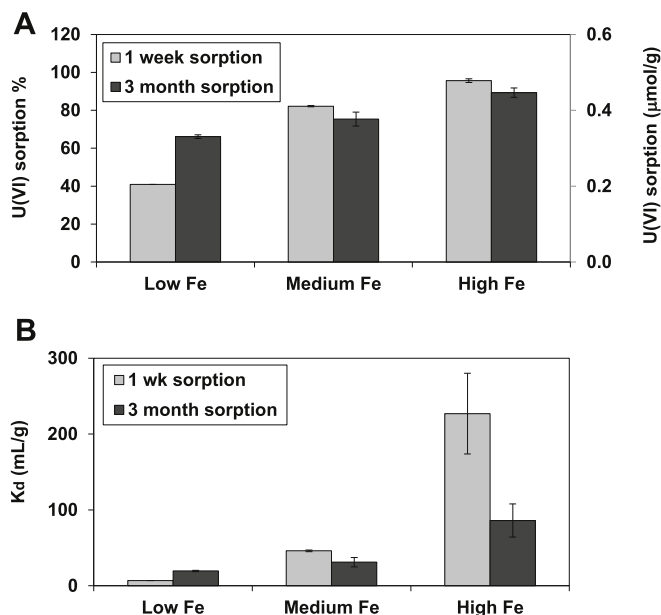 A
120
100
80
60
40
20
0
U(VI) sorption %
1 week sorption
3 month sorption
0.6
0.4
0.2
0.0
U(VI) sorption (μmol/g)
Low Fe Medium Fe High Fe
B
300
200
100
0
Kd (mL/g)
1 wk sorption
3 month sorption
Low Fe Medium Fe High Fe